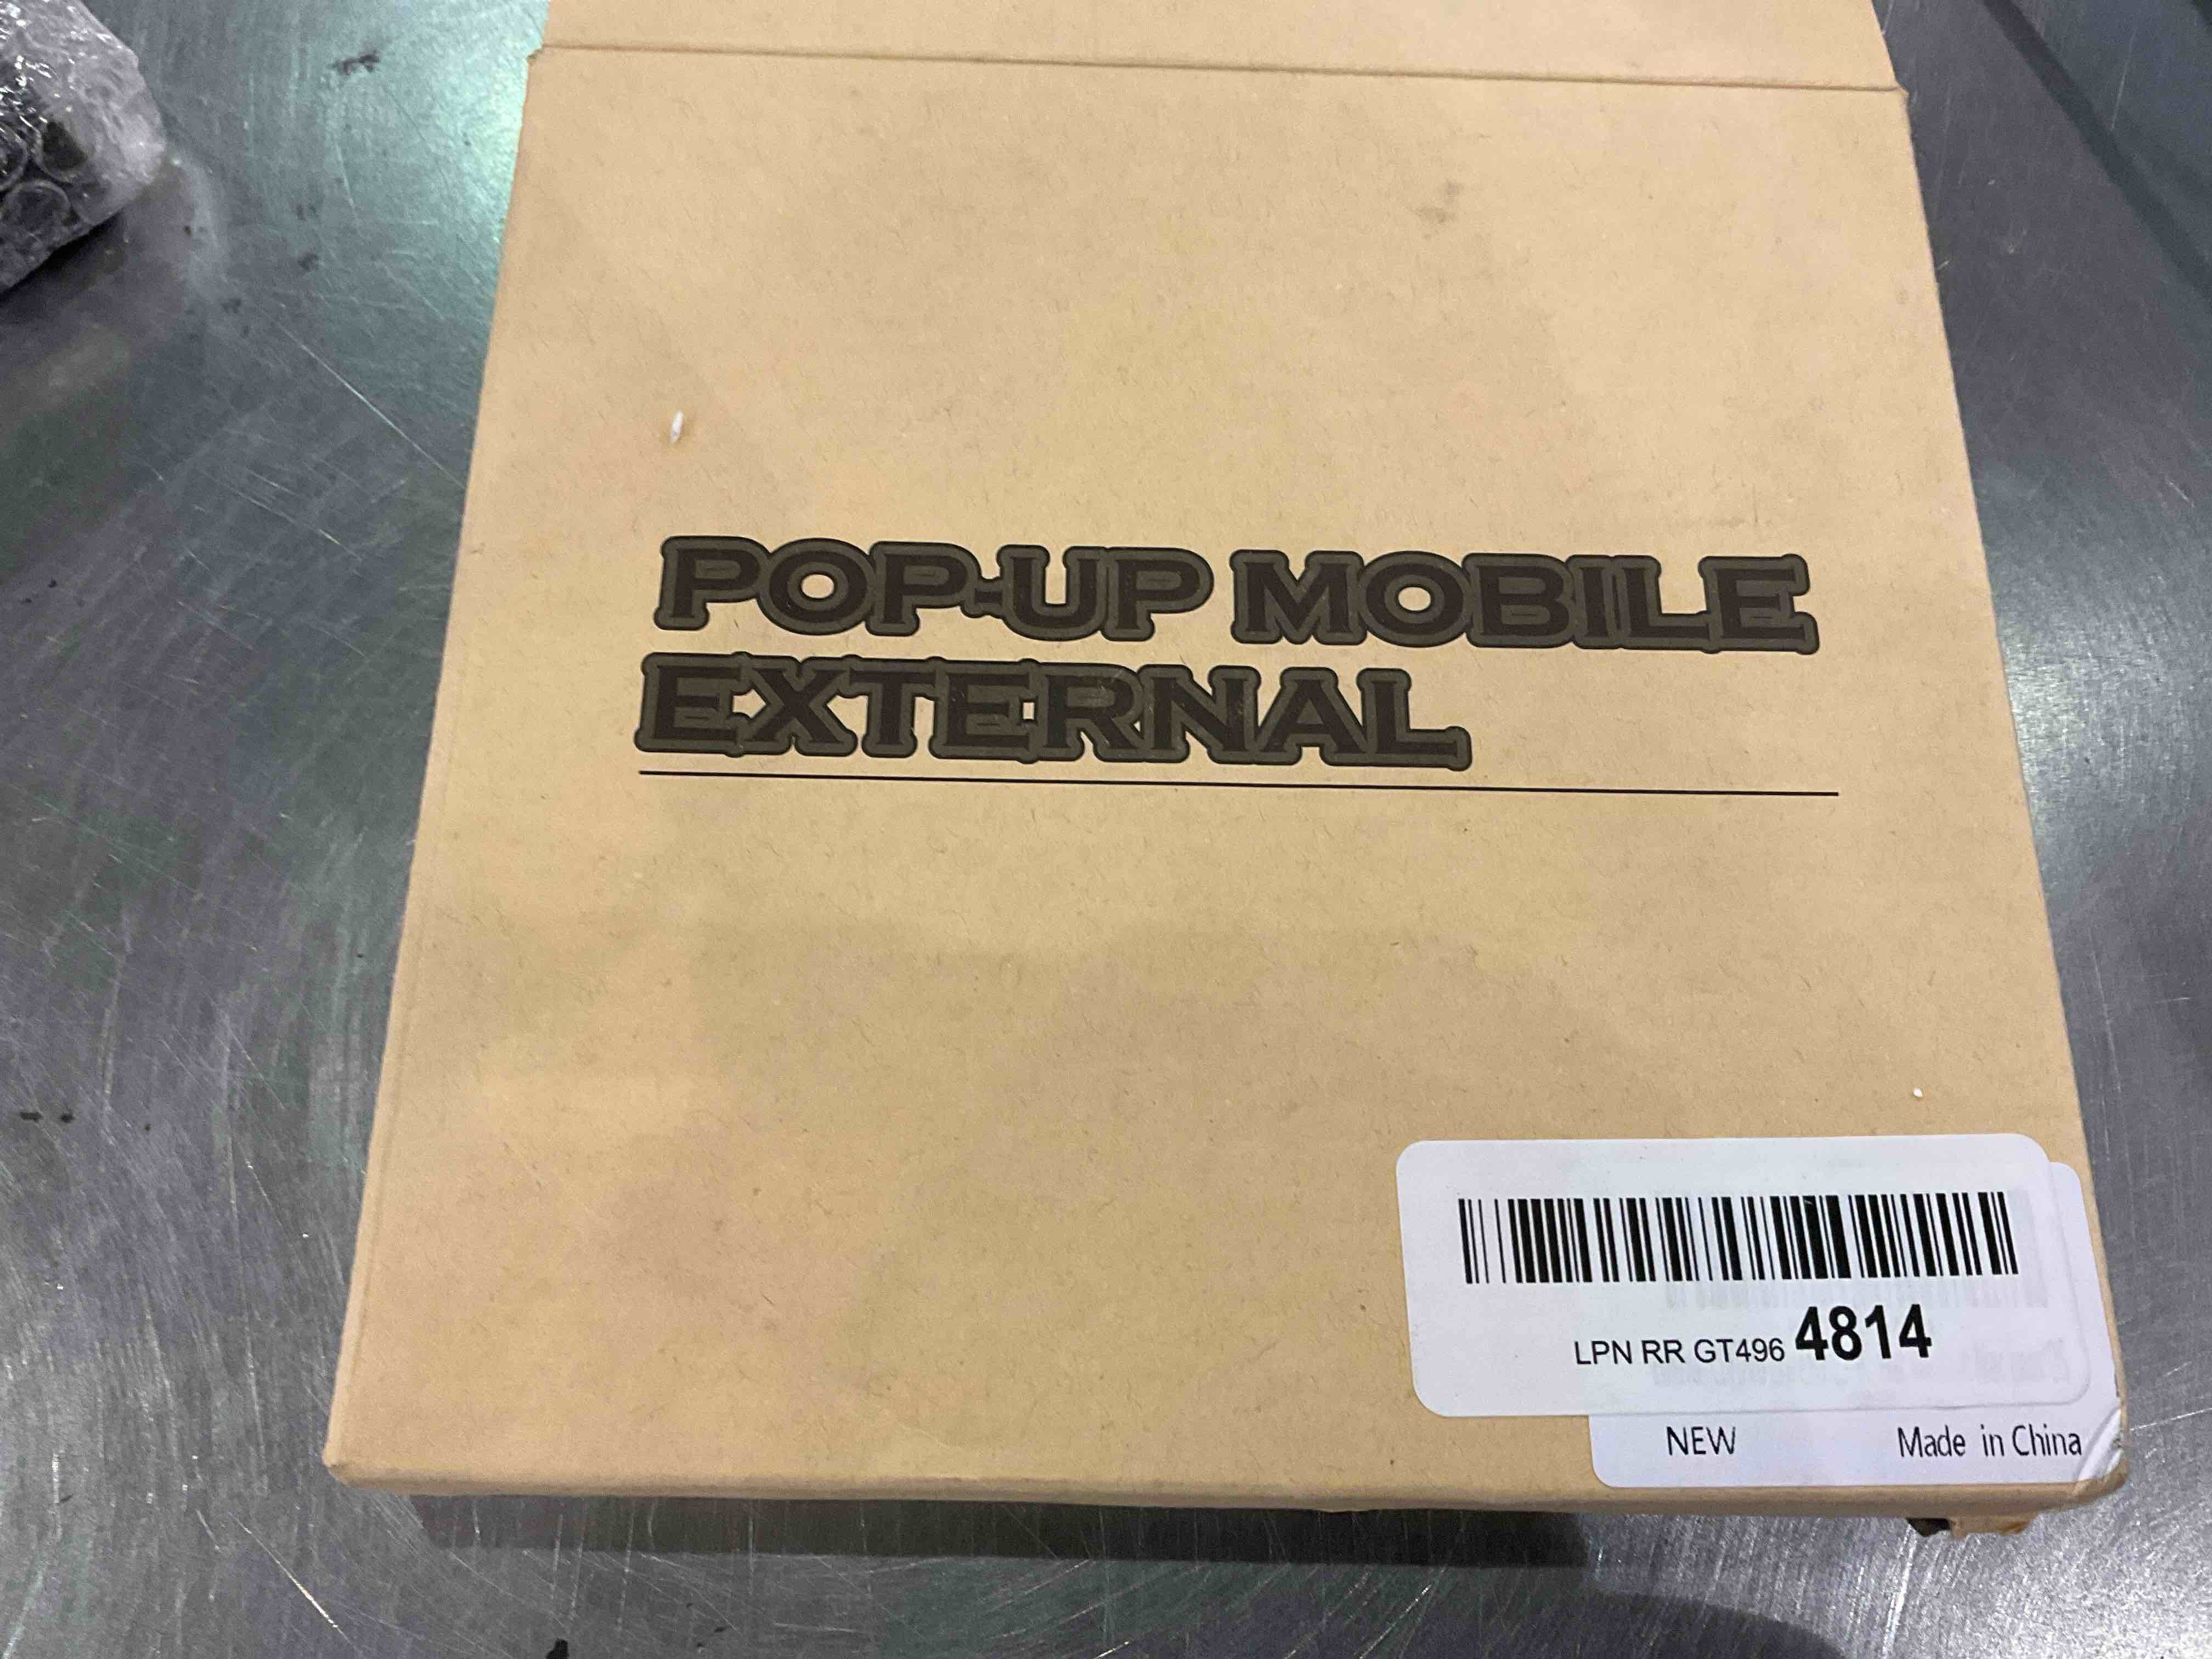 POP-UP MOBILE
EXTERNAL
LPN RR GT496 4814
NEW Made in China